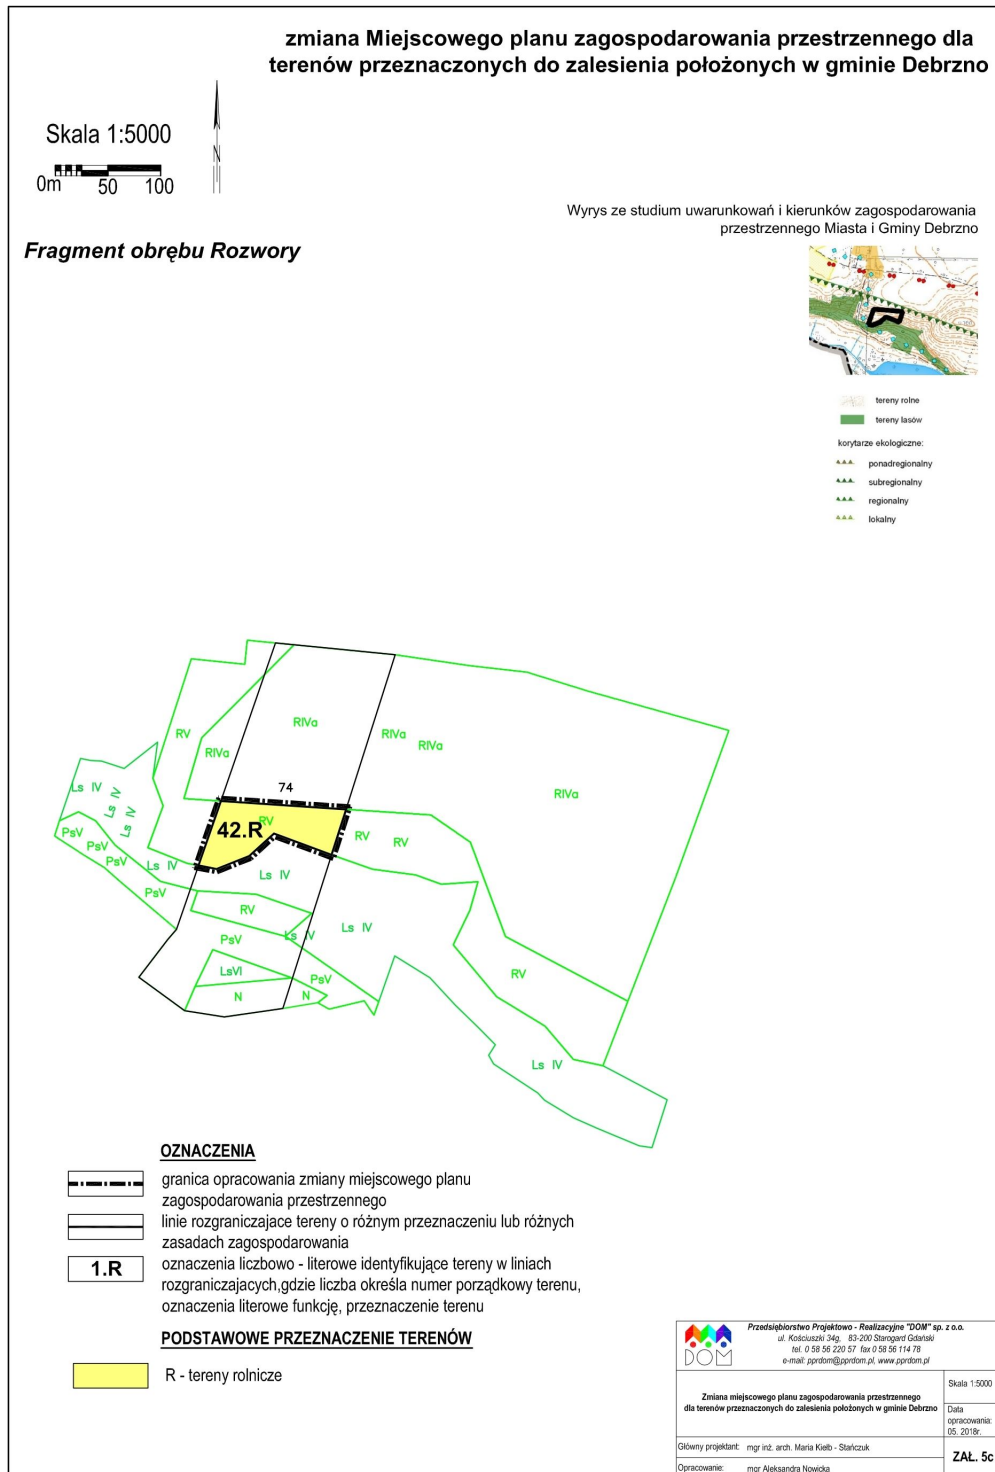 zmiana Miejscowego planu zagospodarowania przestrzennego dla
terenów przeznaczonych do zalesienia położonych w gminie Debrzno
Skala 1:5000
N
0m 50 100
Wyrys ze studium uwarunkowań i kierunków zagospodarowania
przestrzennego Miasta i Gminy Debrzno
Fragment obrębu Rozwory
tereny rolne
tereny lasów
korytarze ekologiczne:
ponadregionalny
subregionalny
regionalny
lokalny
RIVa
RV
RIVa
RIVa
RIVa
RIVa
74
Ls IV
Ls IV
Ls IV
RV
42.R
PsV
PsV
PsV
RV
RV
Ls IV
Ls IV
PsV
RV
Ls IV
Ls IV
PsV
LsVI
PsV
RV
N
N
Ls IV
OZNACZENIA
granica opracowania zmiany miejscowego planu
zagospodarowania przestrzennego
linie rozgraniczajace tereny o różnym przeznaczeniu lub różnych
zasadach zagospodarowania
1.R
oznaczenia liczbowo - literowe identyfikujące tereny w liniach
rozgraniczajacych,gdzie liczba określa numer porządkowy terenu,
oznaczenia literowe funkcję, przeznaczenie terenu
PODSTAWOWE PRZEZNACZENIE TERENÓW
R - tereny rolnicze
DOM
Przedsiębiorstwo Projektowo - Realizacyjne "DOM" sp. z o.o.
ul. Kościuszki 34g, 83-200 Starogard Gdański
tel. 0 58 56 220 57 fax 0 58 56 114 78
e-mail: pprdom@pprdom.pl, www.pprdom.pl
Zmiana miejscowego planu zagospodarowania przestrzennego
dla terenów przeznaczonych do zalesienia położonych w gminie Debrzno
Skala 1:5000
Data
opracowania:
05. 2018r.
Główny projektant: mgr inż. arch. Maria Kiełb - Stańczuk
Opracowanie: mgr Aleksandra Nowicka
ZAŁ. 5c